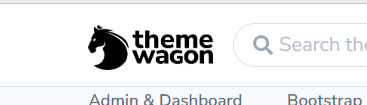 theme
wagon
Search the
Admin & Dashboard
Bootstrap